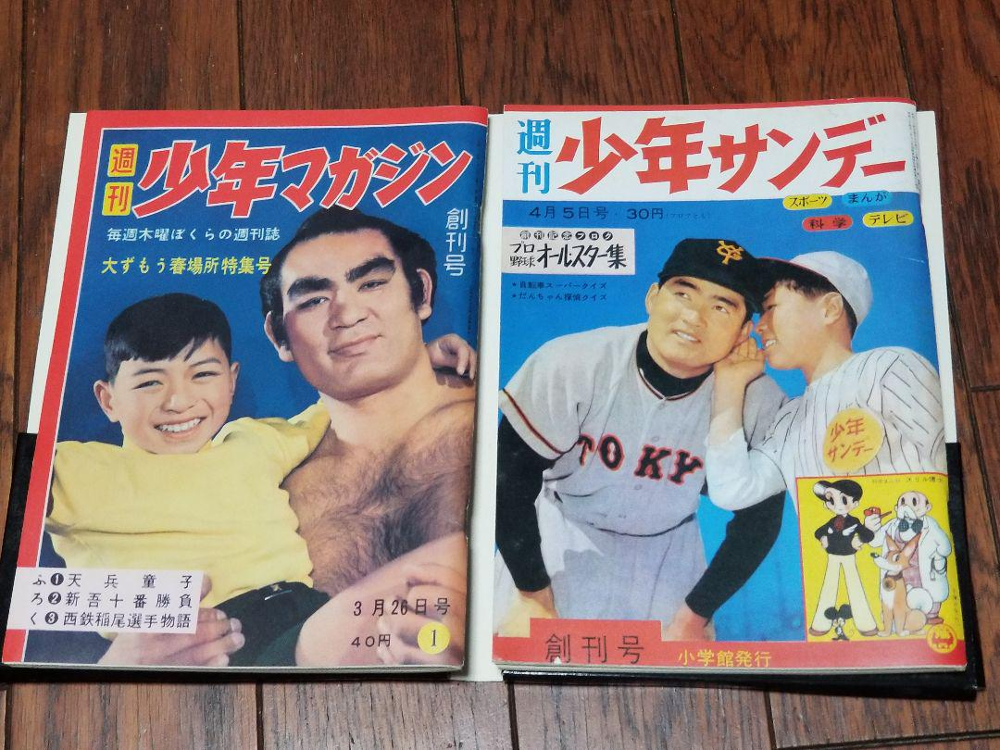 週刊
少年マガジン
創刊号
毎週木曜ぼくらの週刊誌
大ずもう春場所特集号
ふろく
❶天兵童子
❷新吾十番勝負
❸西鉄稲尾選手物語
3月26日号
40円
1
週刊
少年サンデー
4月5日号・30円
スポーツ
まんが
科学
テレビ
創刊記念フロク
プロ野球オールスター集
★自転車スーパークイズ
★だんちゃん探偵クイズ
TOKY
少年サンデー
創刊号
小学館発行